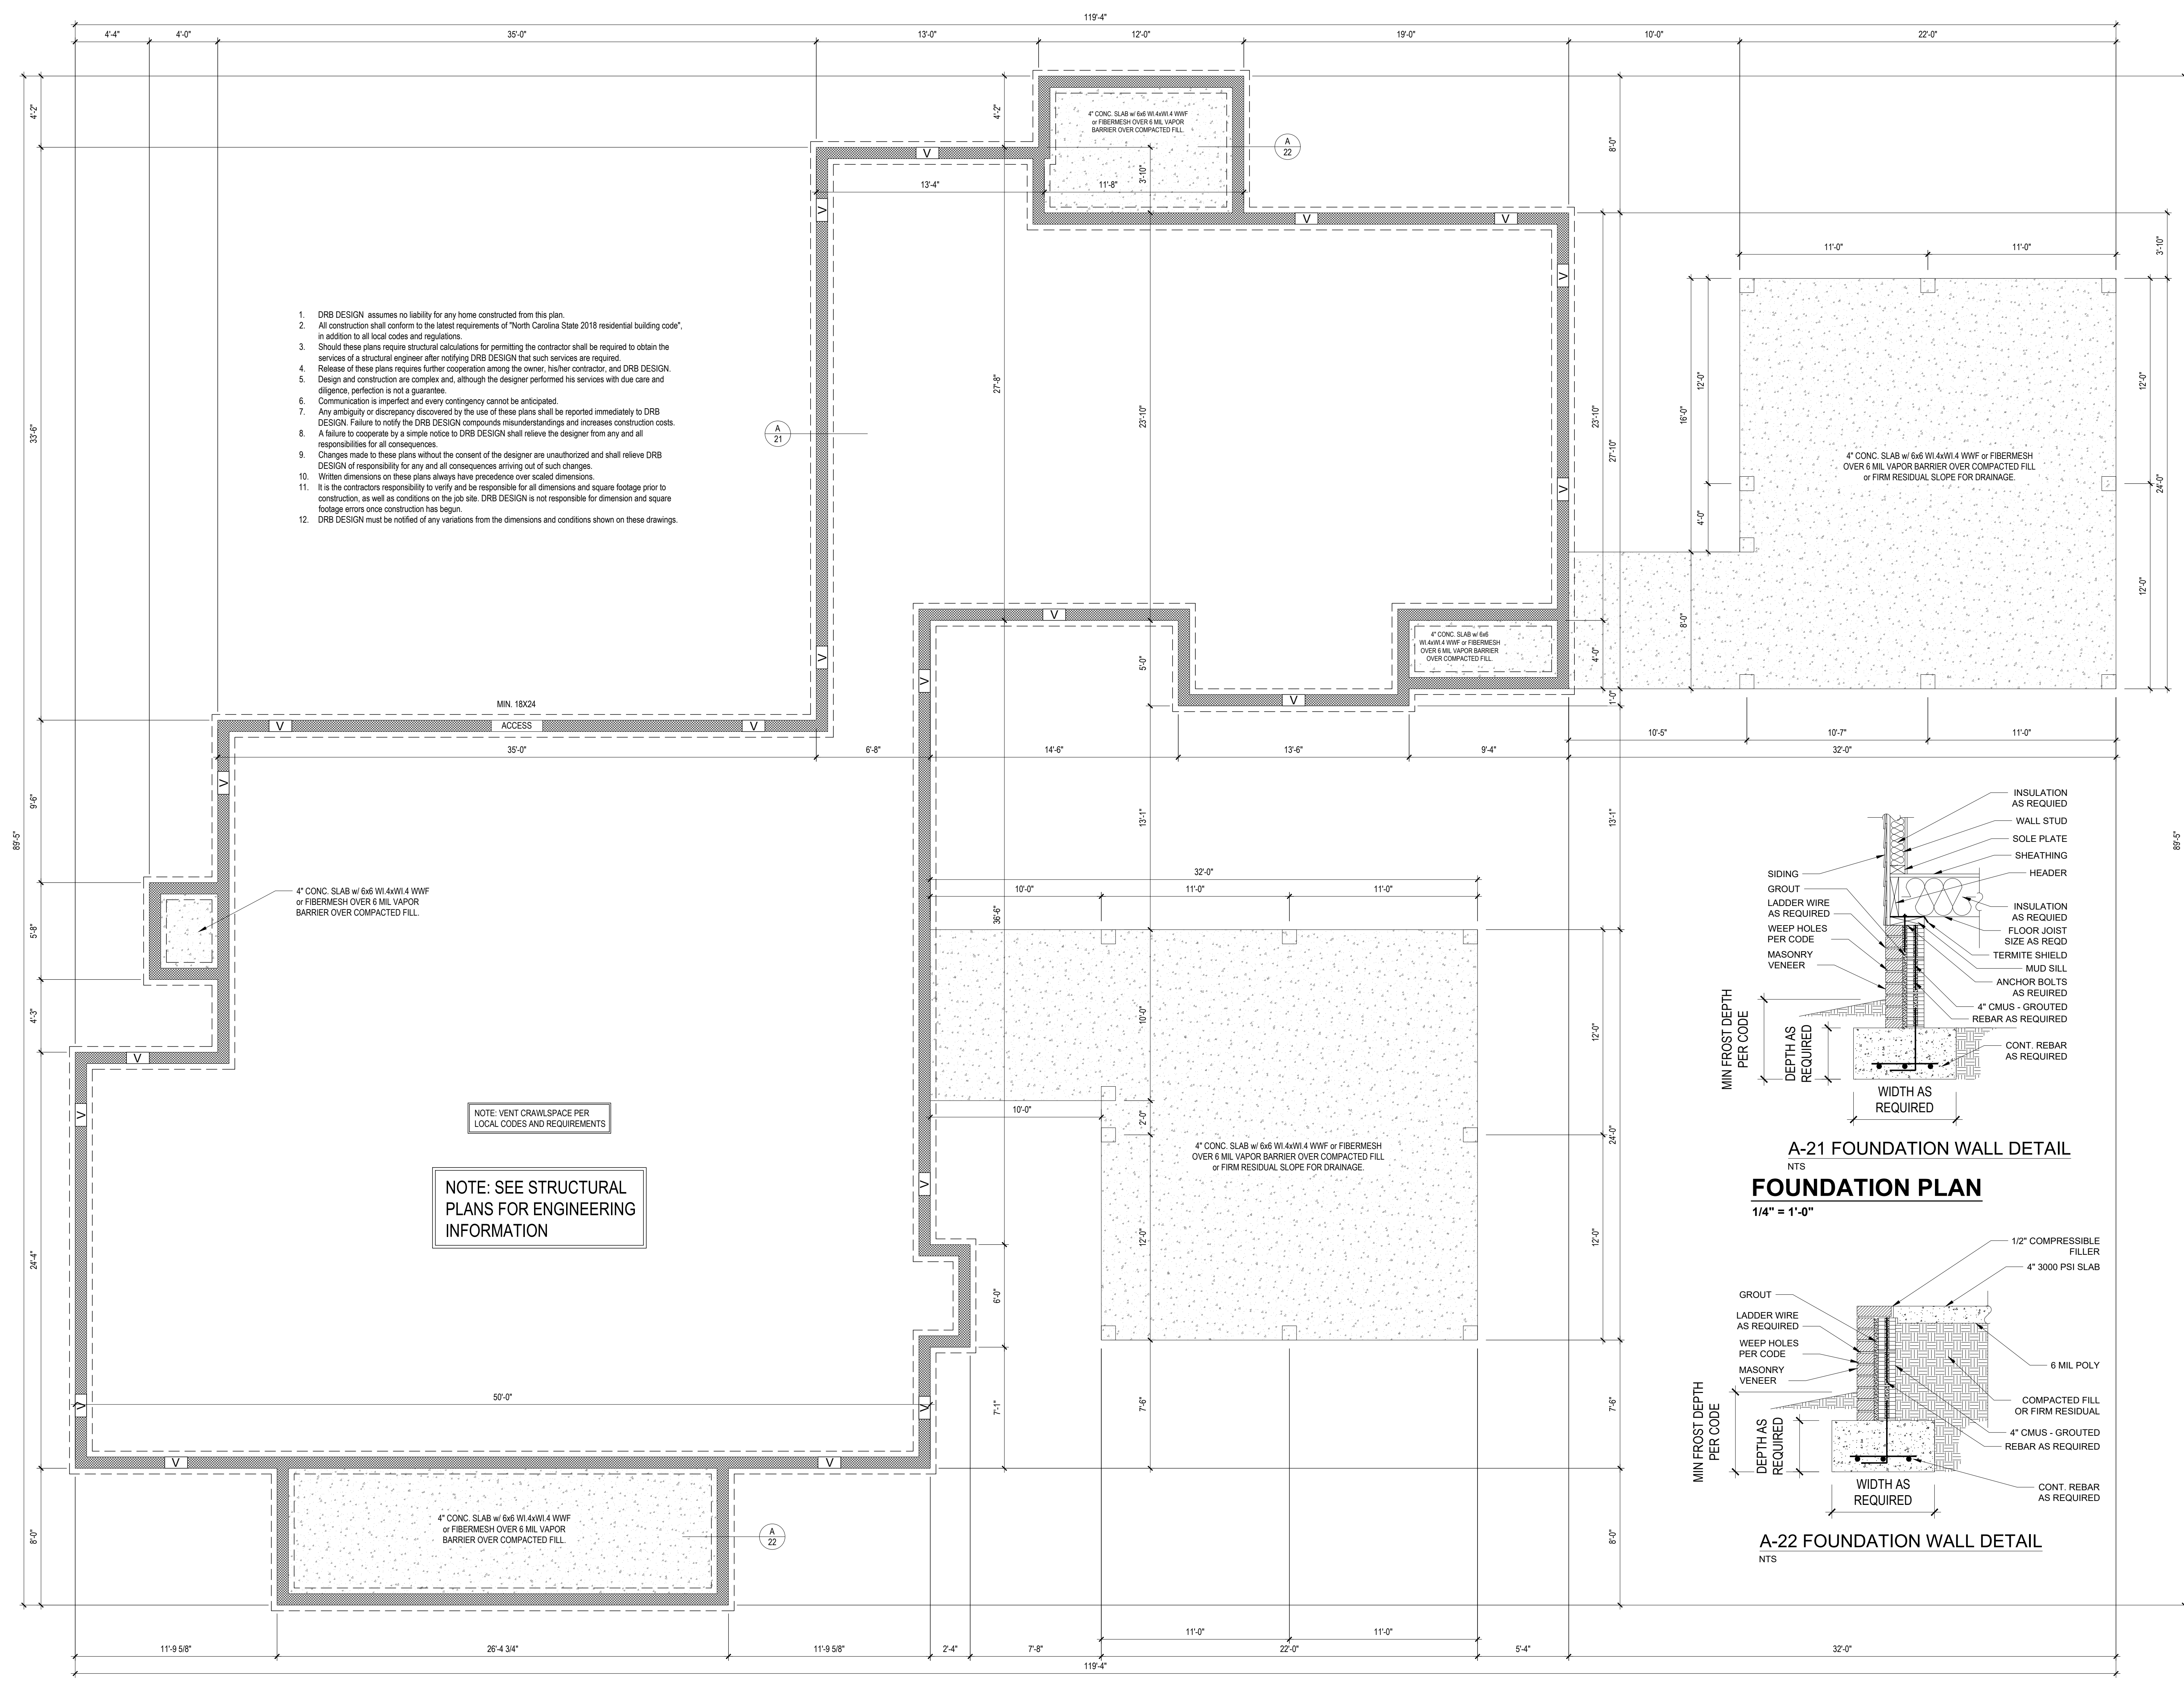 119'-4"
4'-4"
4'-0"
35'-0"
13'-0"
12'-0"
19'-0"
10'-0"
22'-0"
4'-2"
4'-2"
8'-0"
4" CONC. SLAB w/ 6x6 WI.4xWI.4 WWF
or FIBERMESH OVER 6 MIL VAPOR
BARRIER OVER COMPACTED FILL.
A
22
V
3'-10"
13'-4"
11'-8"
V
V
V
3'-10"
11'-0"
11'-0"
V
1. DRB DESIGN assumes no liability for any home constructed from this plan.
2. All construction shall conform to the latest requirements of "North Carolina State 2018 residential building code",
in addition to all local codes and regulations.
3. Should these plans require structural calculations for permitting the contractor shall be required to obtain the
services of a structural engineer after notifying DRB DESIGN that such services are required.
4. Release of these plans requires further cooperation among the owner, his/her contractor, and DRB DESIGN.
5. Design and construction are complex and, although the designer performed his services with due care and
diligence, perfection is not a guarantee.
6. Communication is imperfect and every contingency cannot be anticipated.
7. Any ambiguity or discrepancy discovered by the use of these plans shall be reported immediately to DRB
DESIGN. Failure to notify the DRB DESIGN compounds misunderstandings and increases construction costs.
8. A failure to cooperate by a simple notice to DRB DESIGN shall relieve the designer from any and all
responsibilities for all consequences.
9. Changes made to these plans without the consent of the designer are unauthorized and shall relieve DRB
DESIGN of responsibility for any and all consequences arriving out of such changes.
10. Written dimensions on these plans always have precedence over scaled dimensions.
11. It is the contractors responsibility to verify and be responsible for all dimensions and square footage prior to
construction, as well as conditions on the job site. DRB DESIGN is not responsible for dimension and square
footage errors once construction has begun.
12. DRB DESIGN must be notified of any variations from the dimensions and conditions shown on these drawings.
33'-6"
A
21
27'-8"
23'-10"
23'-10"
27'-10"
12'-0"
16'-0"
12'-0"
24'-0"
4" CONC. SLAB w/ 6x6 WI.4xWI.4 WWF or FIBERMESH
OVER 6 MIL VAPOR BARRIER OVER COMPACTED FILL
or FIRM RESIDUAL SLOPE FOR DRAINAGE.
V
4'-0"
12'-0"
8'-0"
V
4" CONC. SLAB w/ 6x6
WI.4xWI.4 WWF or FIBERMESH
OVER 6 MIL VAPOR BARRIER
OVER COMPACTED FILL.
4'-0"
5'-0"
V
V
V
1'-0"
MIN. 18X24
V
ACCESS
V
10'-5"
10'-7"
11'-0"
35'-0"
6'-8"
14'-6"
13'-6"
9'-4"
32'-0"
V
9'-6"
89'-5"
89'-5"
13'-1"
13'-1"
INSULATION
AS REQUIED
WALL STUD
SOLE PLATE
SHEATHING
HEADER
INSULATION
AS REQUIED
FLOOR JOIST
SIZE AS REQD
TERMITE SHIELD
MUD SILL
ANCHOR BOLTS
AS REUIRED
4" CMUS - GROUTED
REBAR AS REQUIRED
CONT. REBAR
AS REQUIRED
SIDING
GROUT
LADDER WIRE
AS REQUIRED
WEEP HOLES
PER CODE
MASONRY
VENEER
MIN FROST DEPTH
PER CODE
DEPTH AS
REQUIRED
WIDTH AS
REQUIRED
A-21 FOUNDATION WALL DETAIL
NTS
FOUNDATION PLAN
1/4" = 1'-0"
32'-0"
10'-0"
11'-0"
11'-0"
4" CONC. SLAB w/ 6x6 WI.4xWI.4 WWF
or FIBERMESH OVER 6 MIL VAPOR
BARRIER OVER COMPACTED FILL.
5'-8"
36'-6"
4'-3"
10'-0"
12'-0"
V
V
10'-0"
2'-0"
24'-0"
NOTE: VENT CRAWLSPACE PER
LOCAL CODES AND REQUIREMENTS
4" CONC. SLAB w/ 6x6 WI.4xWI.4 WWF or FIBERMESH
OVER 6 MIL VAPOR BARRIER OVER COMPACTED FILL
or FIRM RESIDUAL SLOPE FOR DRAINAGE.
V
NOTE: SEE STRUCTURAL
PLANS FOR ENGINEERING
INFORMATION
24'-4"
12'-0"
12'-0"
6'-0"
50'-0"
V
V
7'-1"
7'-6"
7'-6"
V
V
4" CONC. SLAB w/ 6x6 WI.4xWI.4 WWF
or FIBERMESH OVER 6 MIL VAPOR
BARRIER OVER COMPACTED FILL.
A
22
8'-0"
8'-0"
1/2" COMPRESSIBLE
FILLER
4" 3000 PSI SLAB
GROUT
LADDER WIRE
AS REQUIRED
WEEP HOLES
PER CODE
MASONRY
VENEER
6 MIL POLY
COMPACTED FILL
OR FIRM RESIDUAL
4" CMUS - GROUTED
REBAR AS REQUIRED
CONT. REBAR
AS REQUIRED
MIN FROST DEPTH
PER CODE
DEPTH AS
REQUIRED
WIDTH AS
REQUIRED
A-22 FOUNDATION WALL DETAIL
NTS
11'-0"
11'-0"
11'-9 5/8"
26'-4 3/4"
11'-9 5/8"
2'-4"
7'-8"
22'-0"
5'-4"
32'-0"
119'-4"